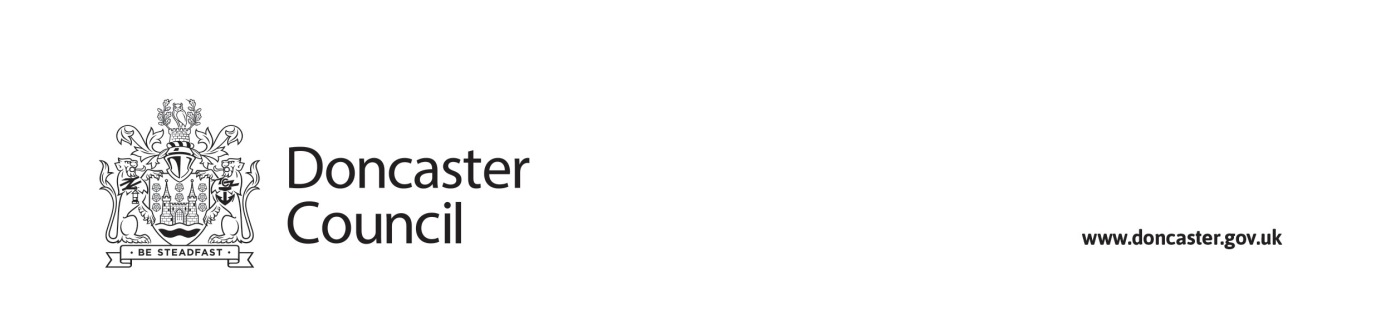 Doncaster
Council
· BE STEADFAST ·
www.doncaster.gov.uk